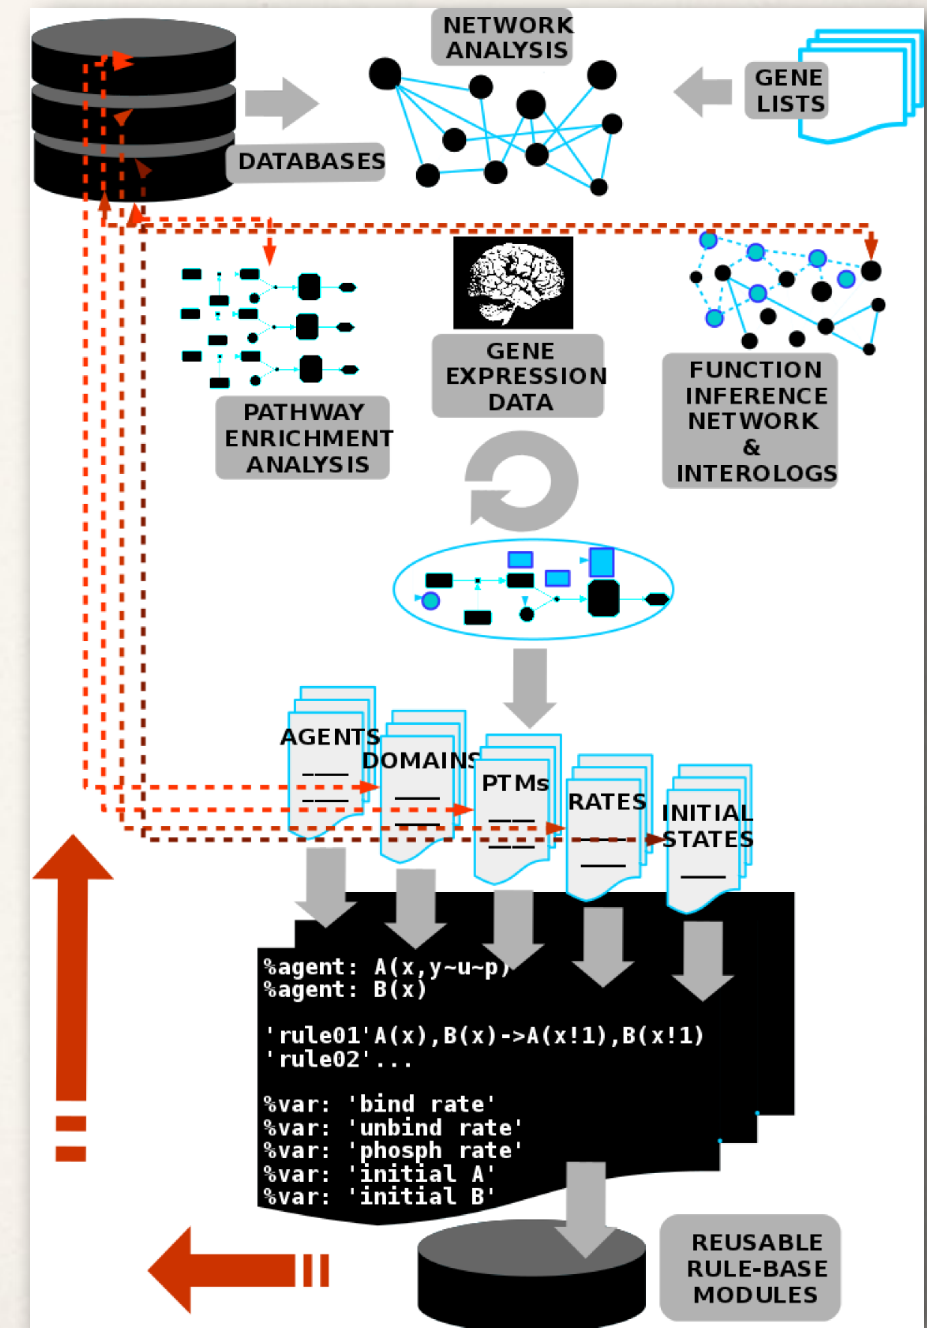 NETWORK
ANALYSIS
GENE
LISTS
DATABASES
PATHWAY
ENRICHMENT
ANALYSIS
GENE
EXPRESSION
DATA
FUNCTION
INFERENCE
NETWORK
&
INTEROLOGS
AGENTS
DOMAINS
PTMs
RATES
INITIAL
STATES
%agent: A(x,y~u~p)
%agent: B(x)
'rule01'A(x),B(x)->A(x!1),B(x!1)
'rule02'...
%var: 'bind rate'
%var: 'unbind rate'
%var: 'phosph rate'
%var: 'initial A'
%var: 'initial B'
REUSABLE
RULE-BASE
MODULES